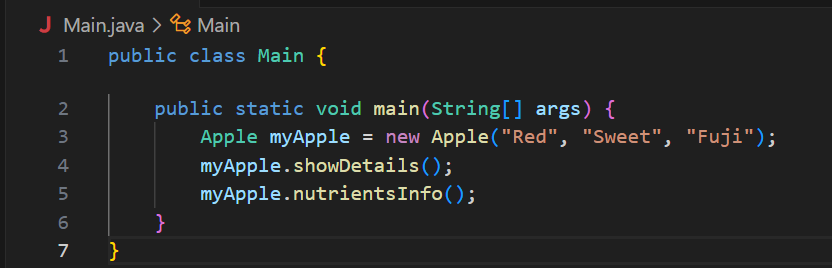 Main.java > Main
1 public class Main {
2 public static void main(String[] args) {
3 Apple myApple = new Apple("Red", "Sweet", "Fuji");
4 myApple.showDetails();
5 myApple.nutrientsInfo();
6 }
7 }